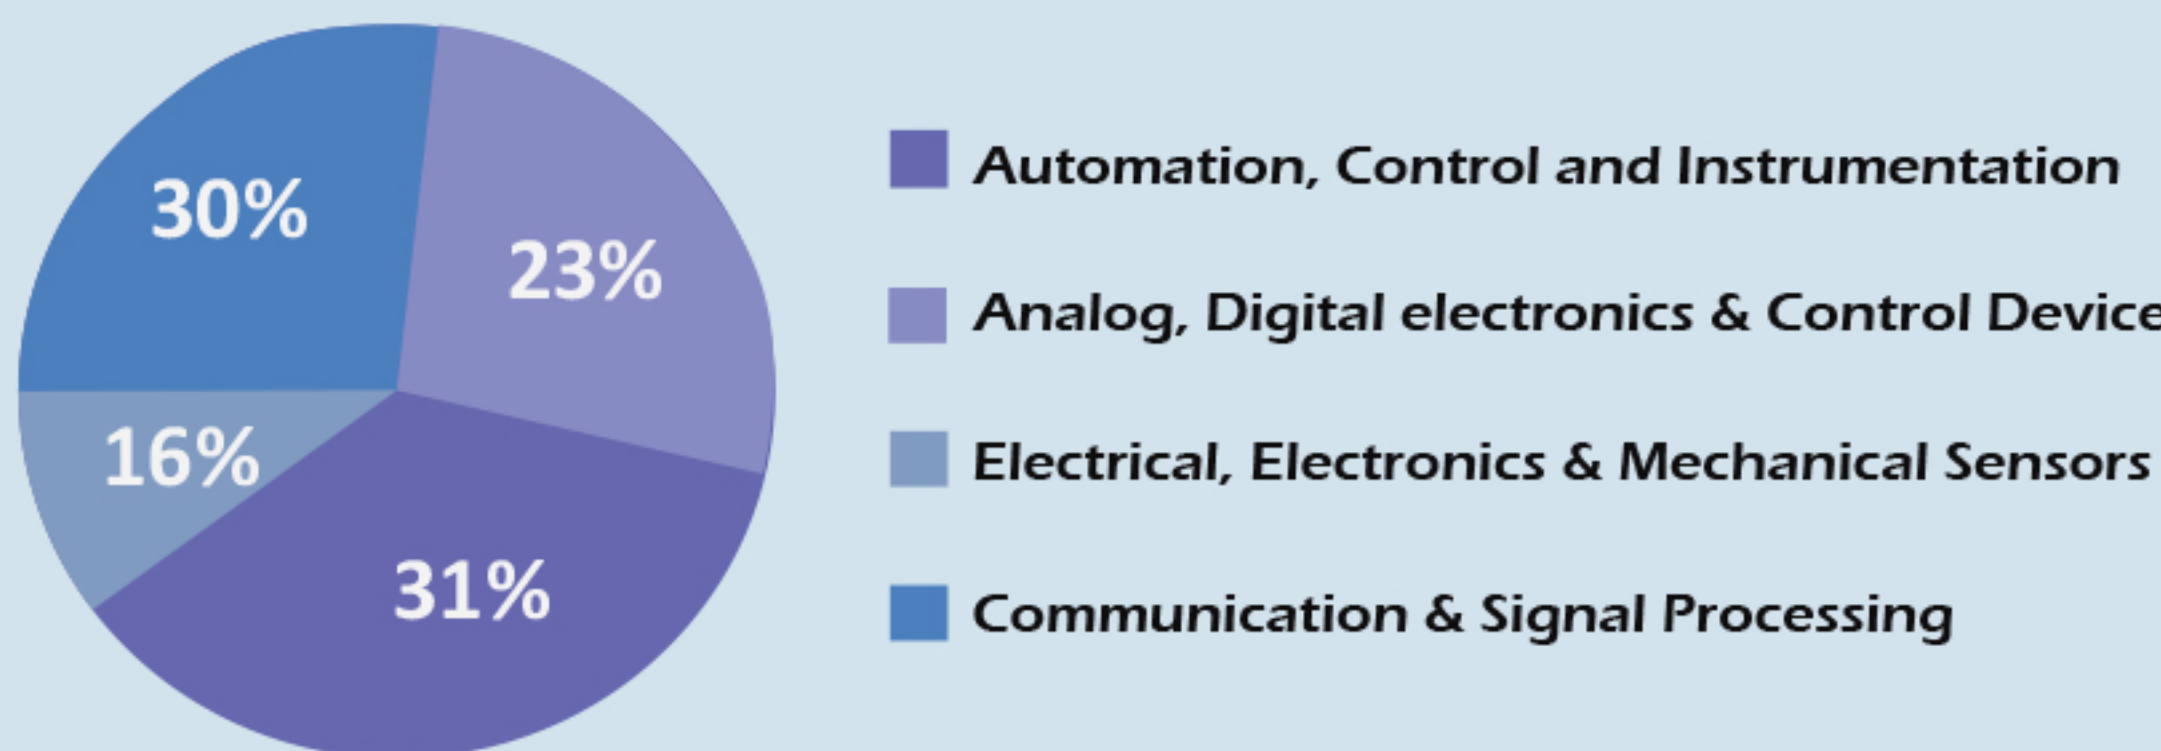 30%
23%
16%
31%
Automation, Control and Instrumentation
Analog, Digital electronics & Control Device
Electrical, Electronics & Mechanical Sensors
Communication & Signal Processing